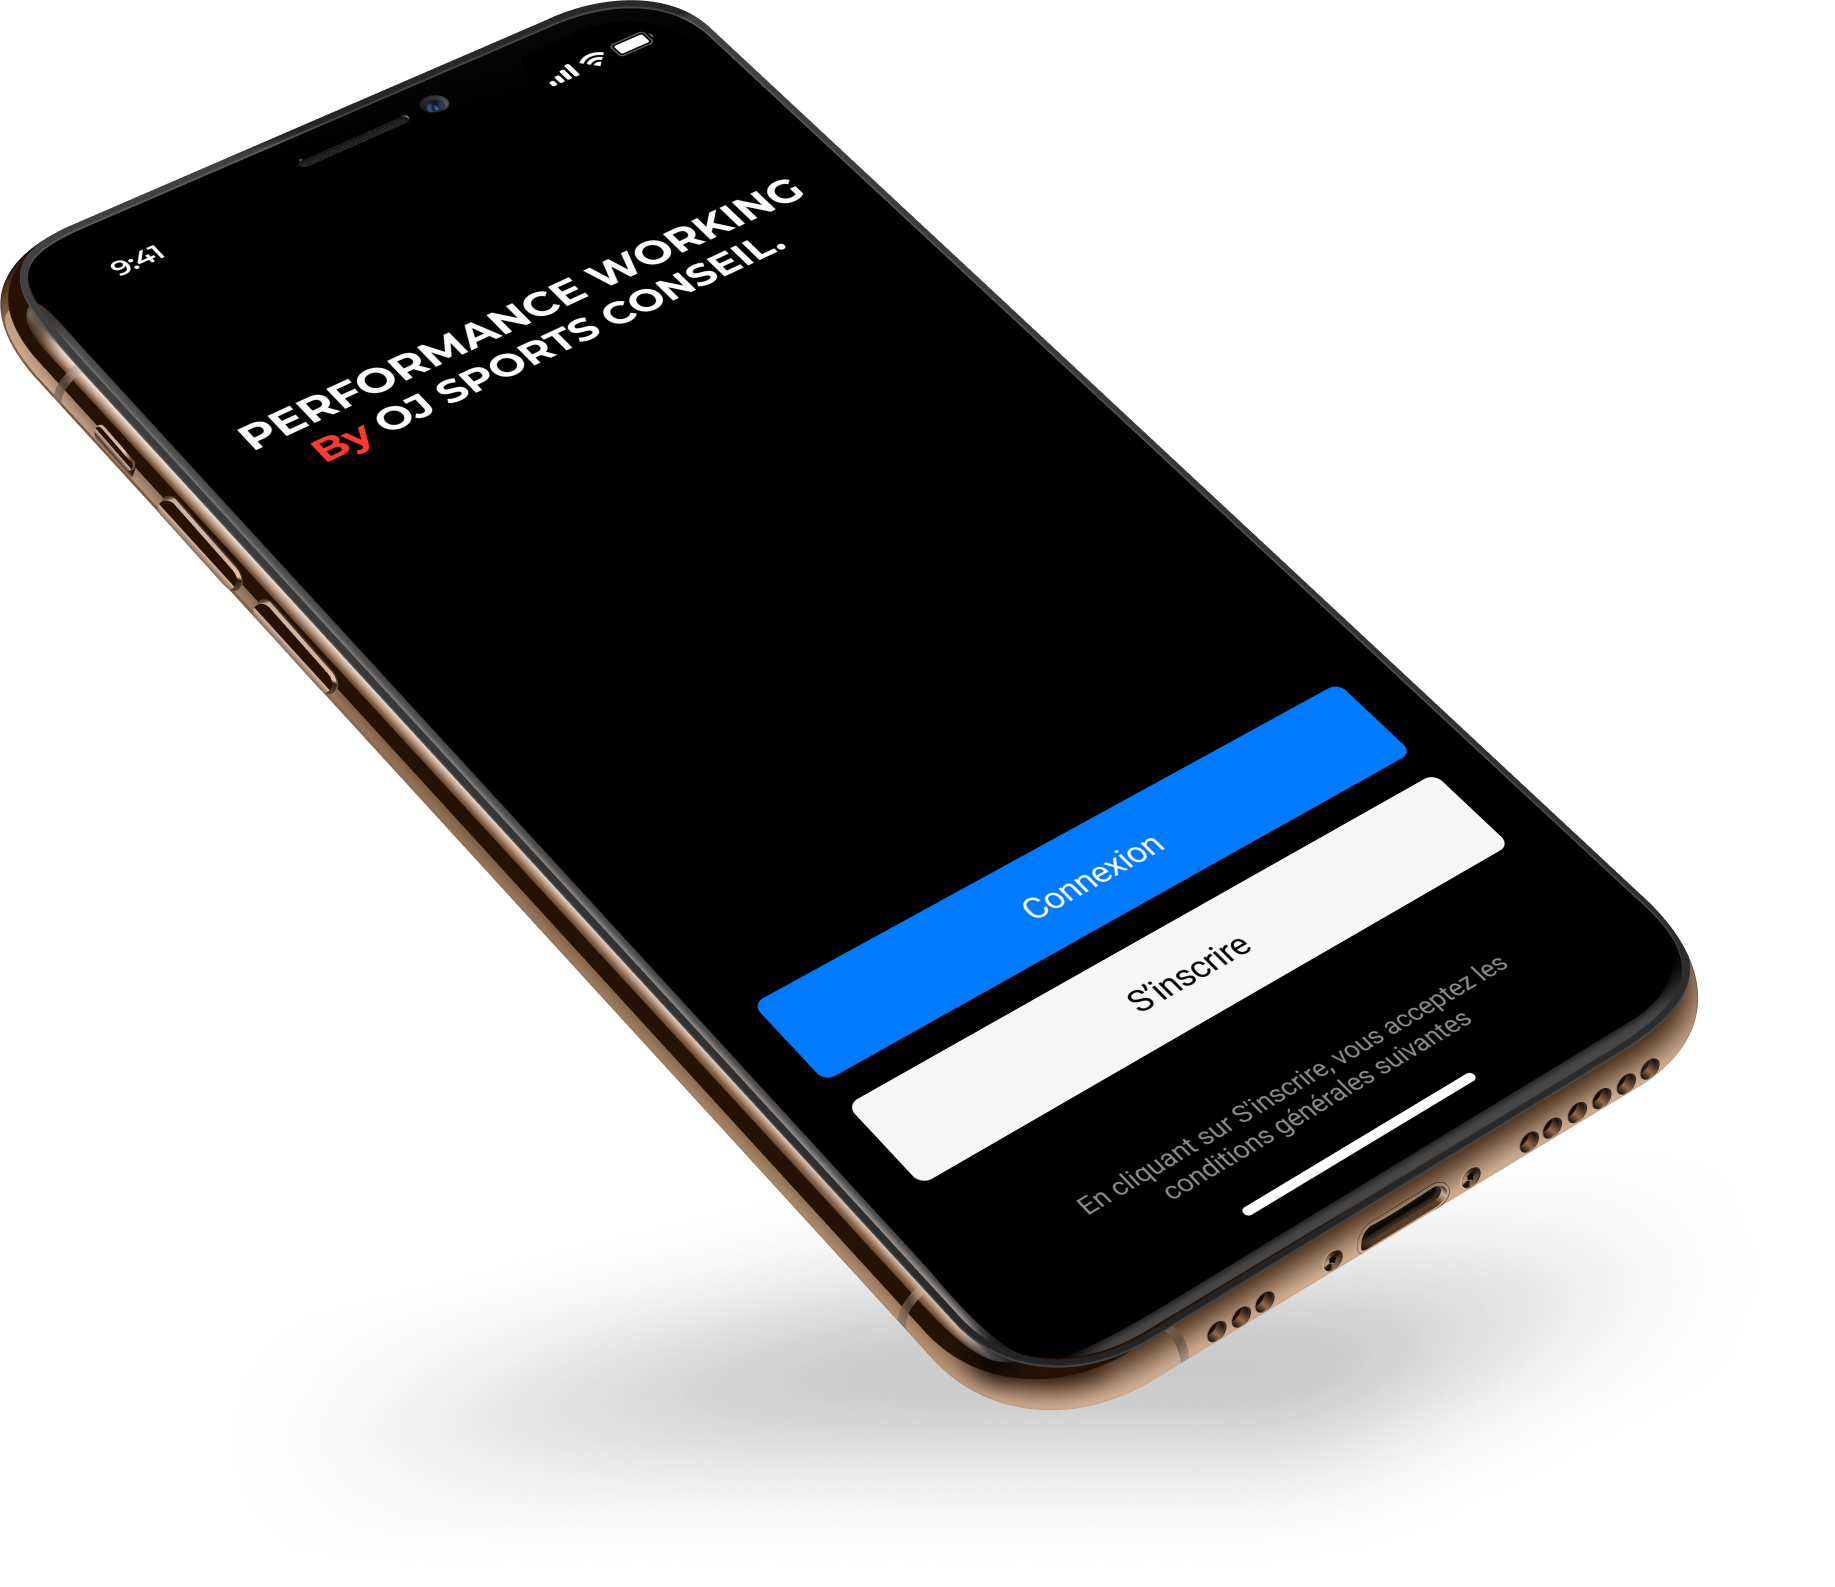 9:41
PERFORMANCE WORKING
By OJ SPORTS CONSEIL.
Connexion
S'inscrire
En cliquant sur S'inscrire, vous acceptez les
conditions générales suivantes